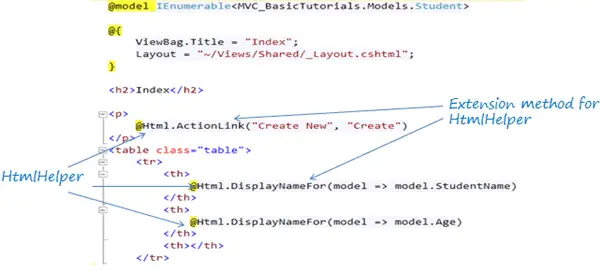 @model IEnumerable<MVC_BasicTutorials.Models.Student>
@{
ViewBag.Title = "Index";
Layout = "~/Views/Shared/_Layout.cshtml";
}
<h2>Index</h2>
<p>
@Html.ActionLink("Create New", "Create")
</p>
<table class="table">
<tr>
<th>
@Html.DisplayNameFor(model => model.StudentName)
</th>
<th>
@Html.DisplayNameFor(model => model.Age)
</th>
<th></th>
</tr>
Extension method for
HtmlHelper
HtmlHelper